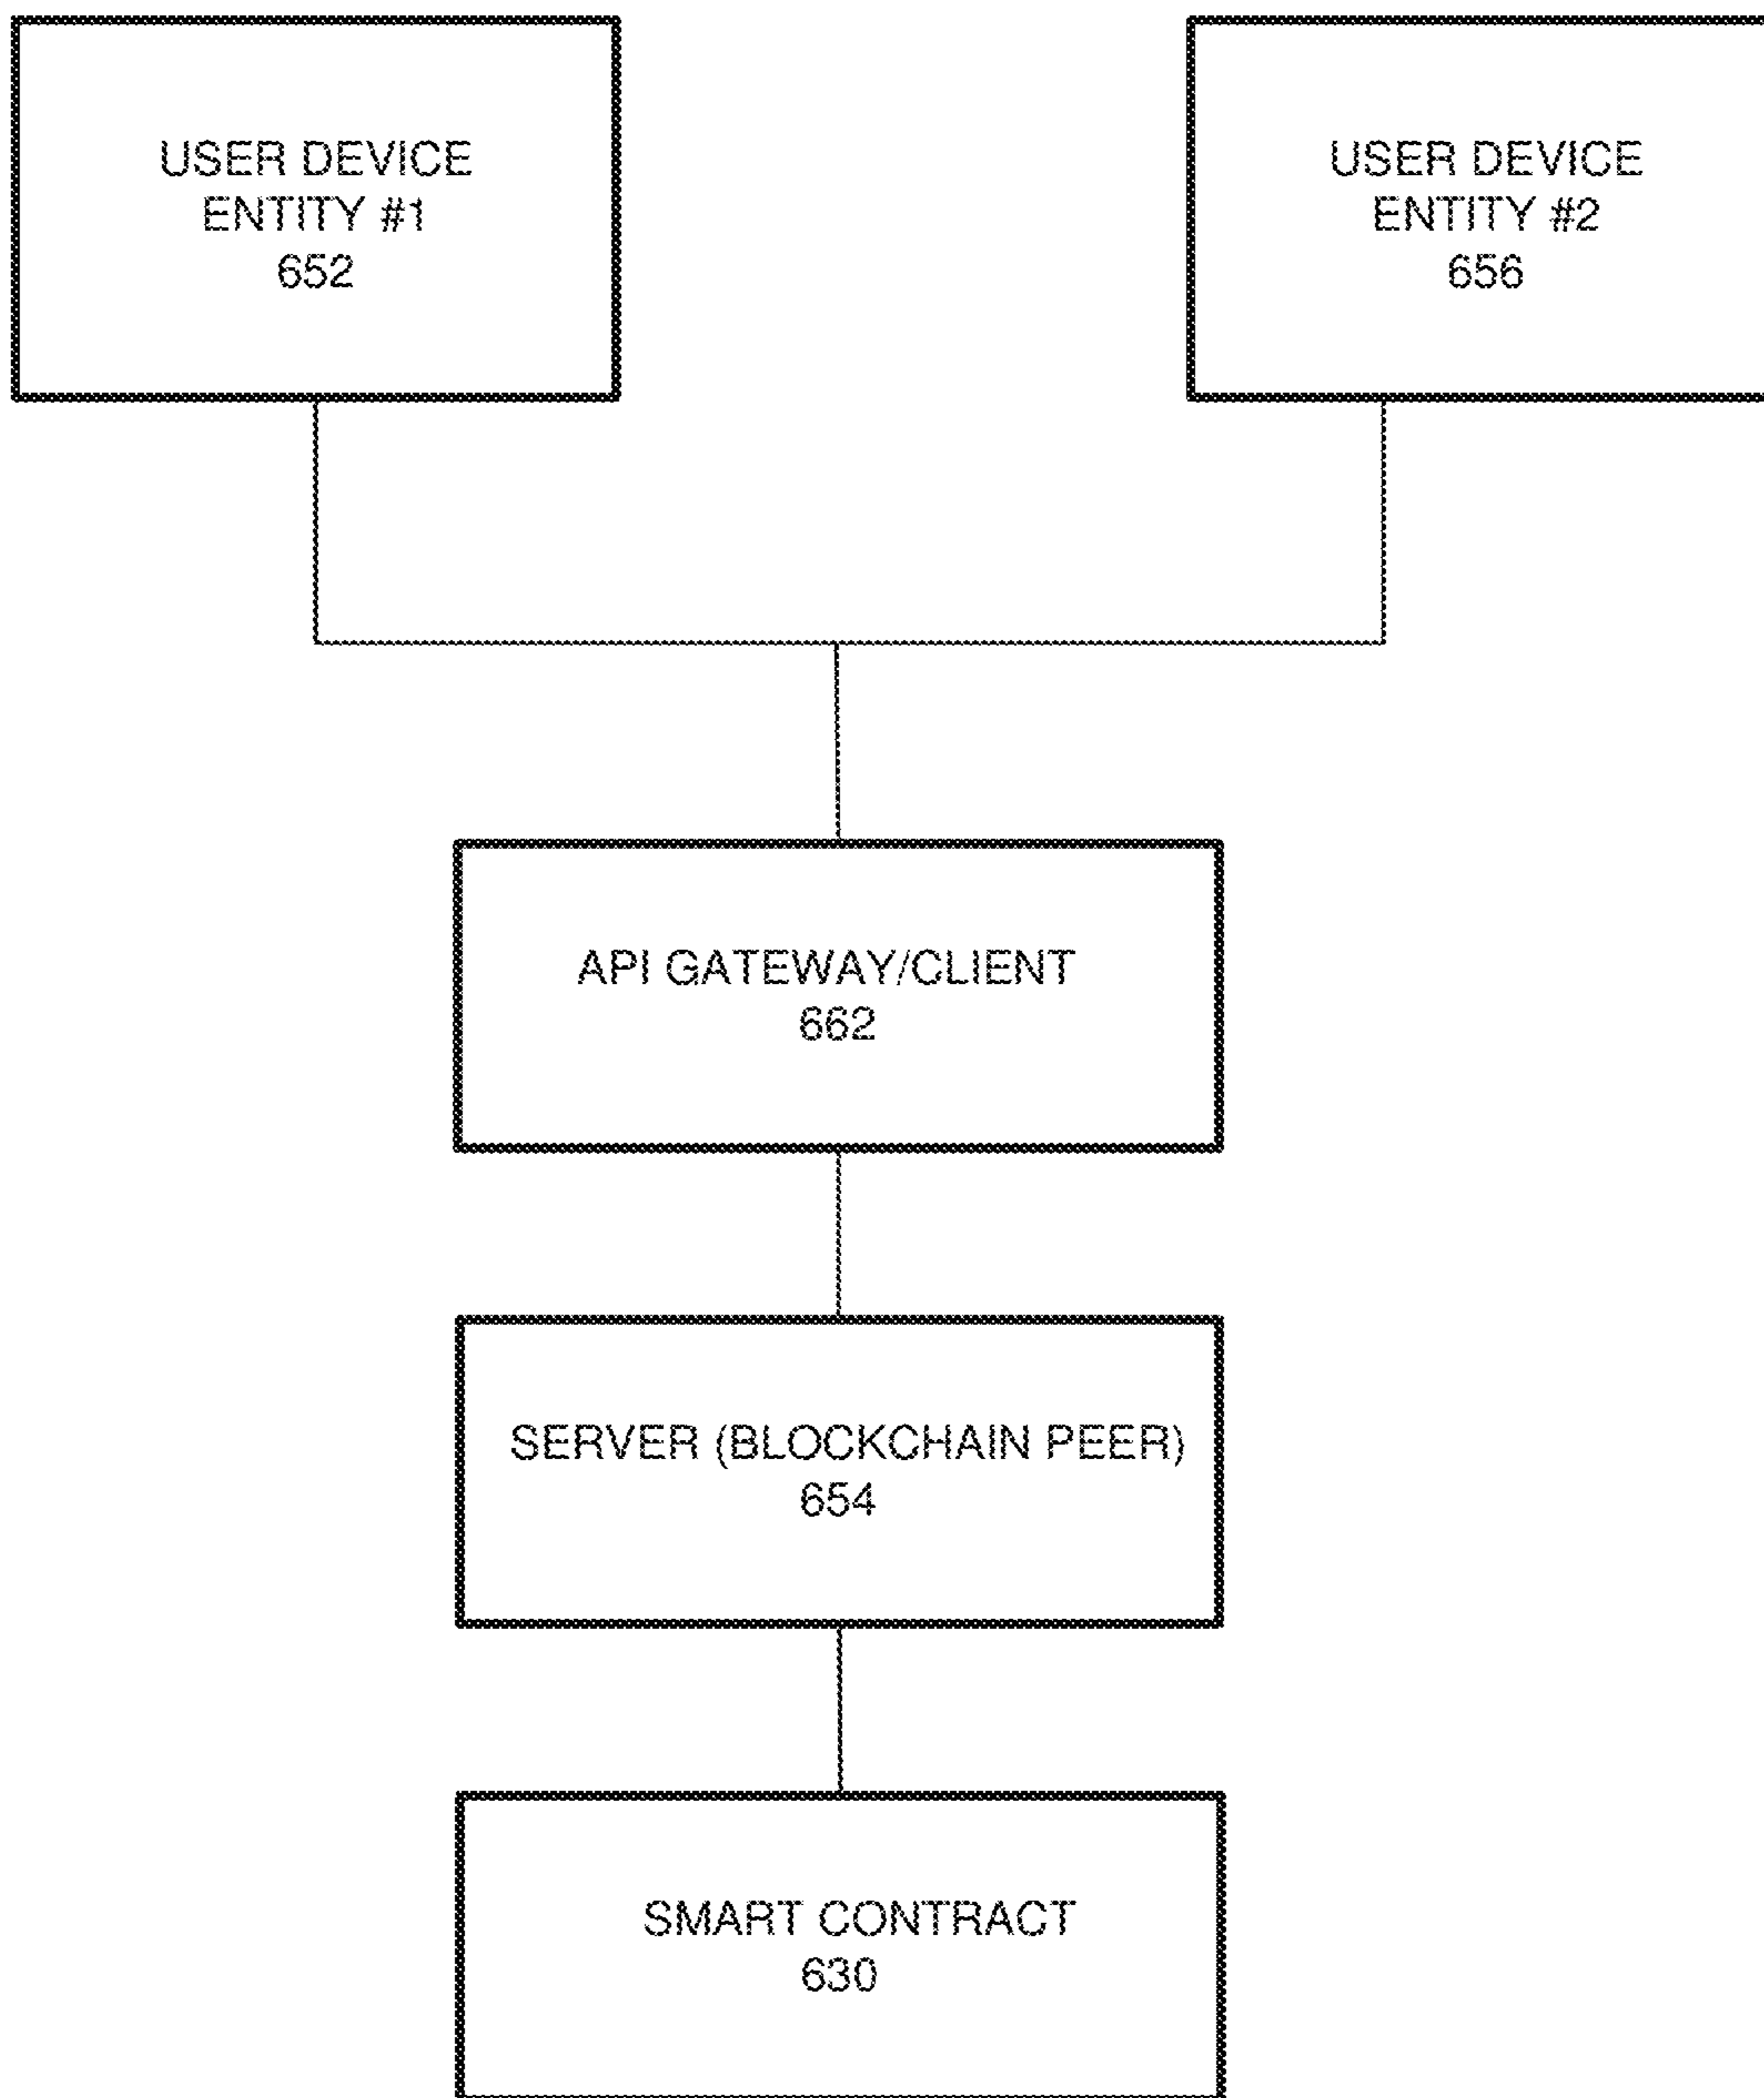 USER DEVICE
ENTITY #1
652
USER DEVICE
ENTITY #2
656
API GATEWAY/CLIENT
662
SERVER (BLOCKCHAIN PEER)
654
SMART CONTRACT
630